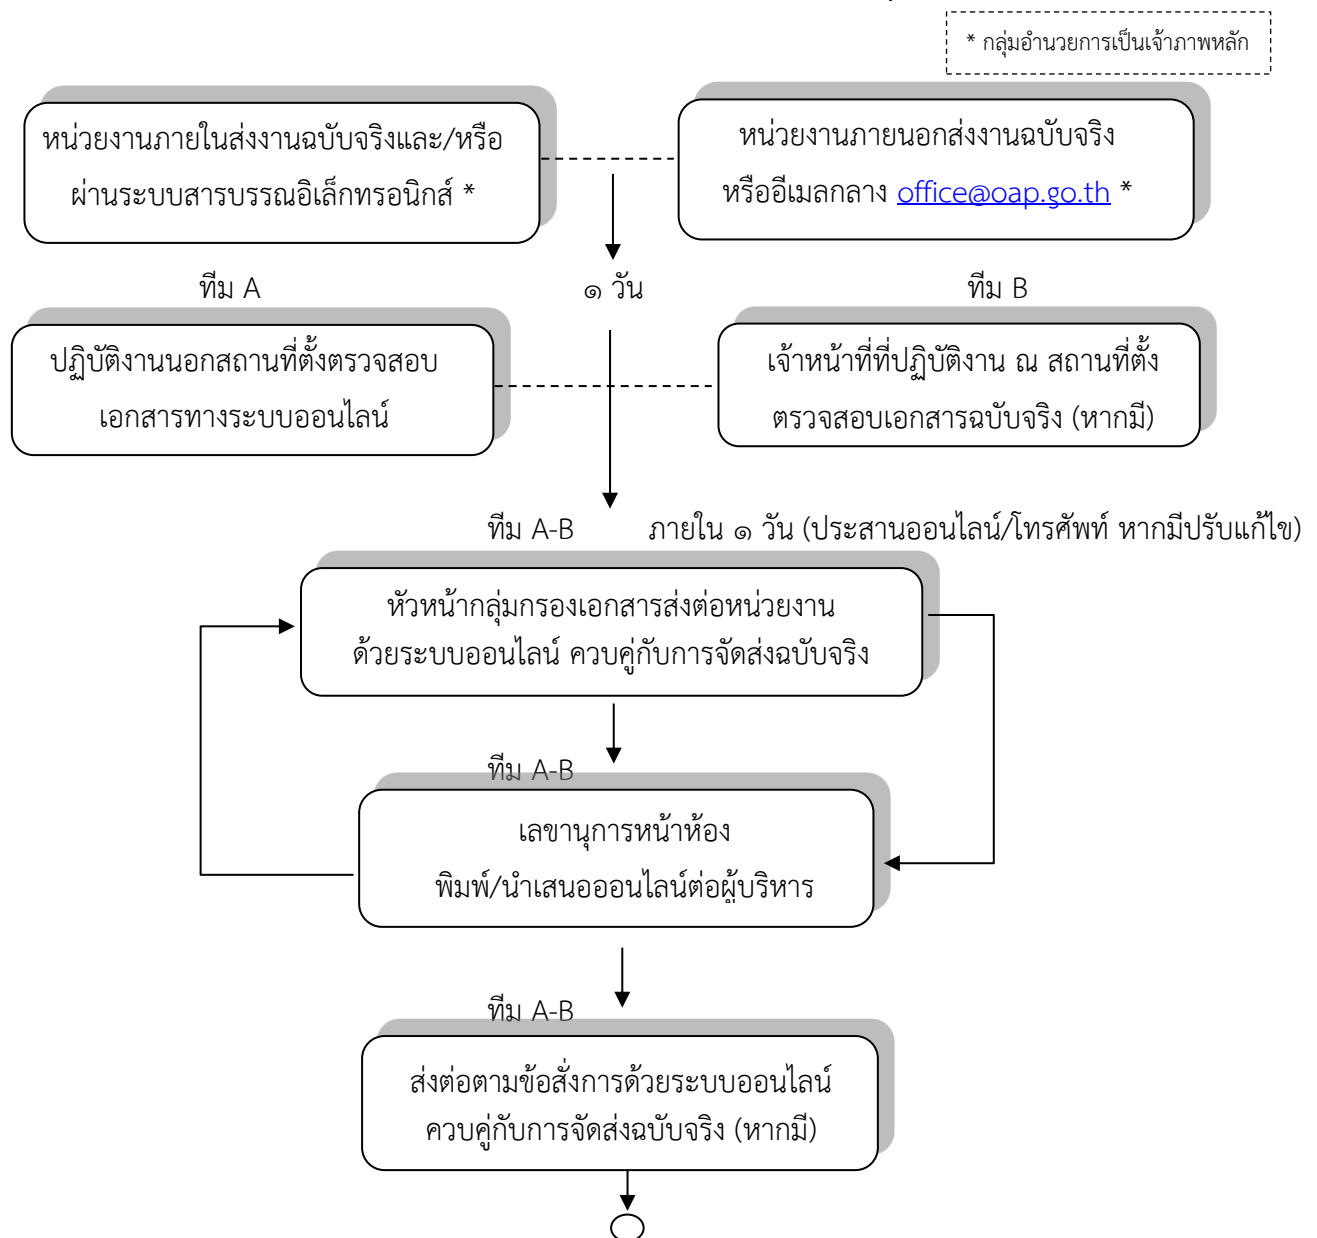 * กลุ่มอำนวยการเป็นเจ้าภาพหลัก
หน่วยงานภายในส่งงานฉบับจริงและ/หรือ
ผ่านระบบสารบรรณอิเล็กทรอนิกส์ *
หน่วยงานภายนอกส่งงานฉบับจริง
หรืออีเมลกลาง office@oap.go.th *
ทีม A
๑ วัน
ทีม B
ปฏิบัติงานนอกสถานที่ตั้งตรวจสอบ
เอกสารทางระบบออนไลน์
เจ้าหน้าที่ที่ปฏิบัติงาน ณ สถานที่ตั้ง
ตรวจสอบเอกสารฉบับจริง (หากมี)
ทีม A-B ภายใน ๑ วัน (ประสานออนไลน์/โทรศัพท์ หากมีปรับแก้ไข)
หัวหน้ากลุ่มกรองเอกสารส่งต่อหน่วยงาน
ด้วยระบบออนไลน์ ควบคู่กับการจัดส่งฉบับจริง
ทีม A-B
เลขานุการหน้าห้อง
พิมพ์/นำเสนอออนไลน์ต่อผู้บริหาร
ทีม A-B
ส่งต่อตามข้อสั่งการด้วยระบบออนไลน์
ควบคู่กับการจัดส่งฉบับจริง (หากมี)